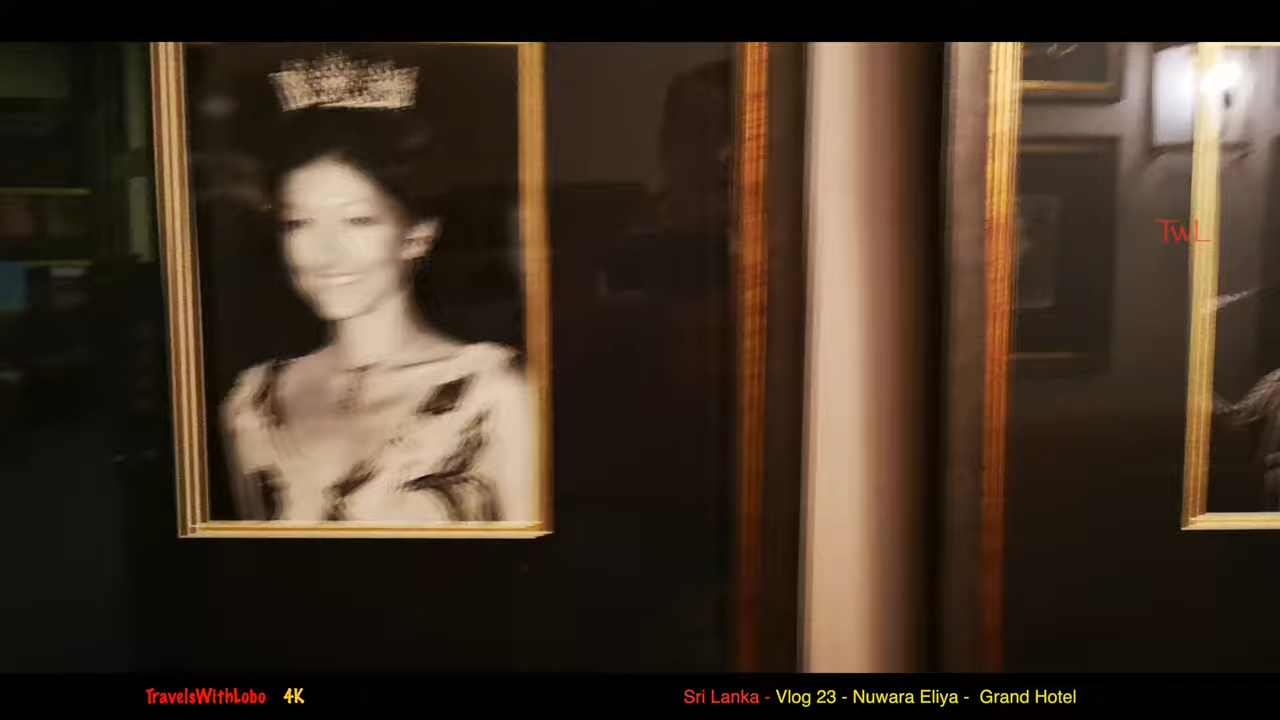 TwL
TravelsWithLobo 4K
Sri Lanka - Vlog 23 - Nuwara Eliya - Grand Hotel